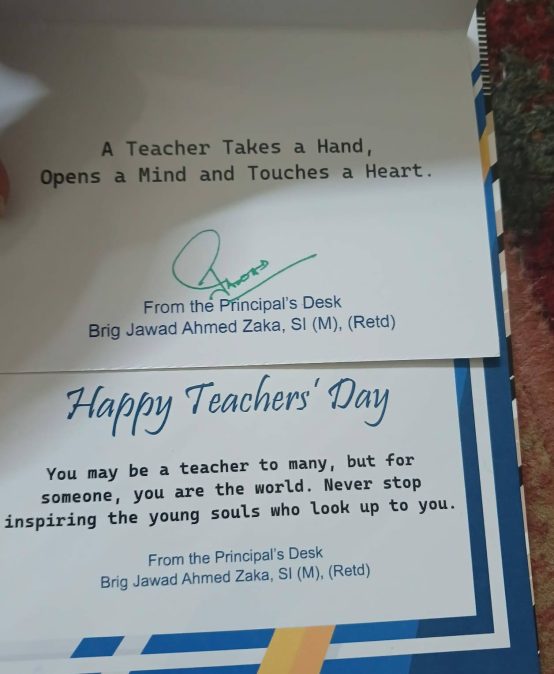 A Teacher Takes a Hand,
Opens a Mind and Touches a Heart.
From the Principal's Desk
Brig Jawad Ahmed Zaka, SI (M), (Retd)
Happy Teachers' Day
You may be a teacher to many, but for
someone, you are the world. Never stop
inspiring the young souls who look up to you.
From the Principal's Desk
Brig Jawad Ahmed Zaka, SI (M), (Retd)